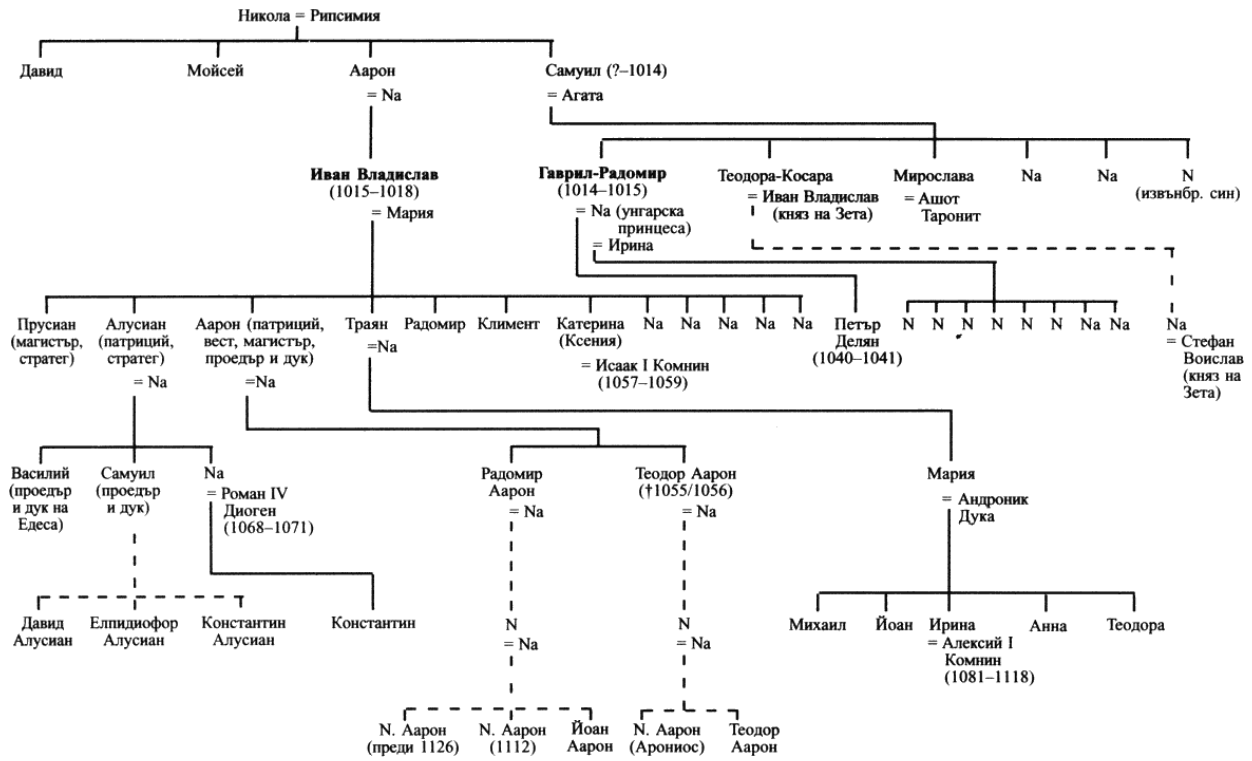 Никола = Рипсимия
Давид Мойсей Аарон Самуил (?–1014)
= Na = Агата
Иван Владислав Гаврил-Радомир Теодора-Косара Мирослава Na Na N
(1015–1018) (1014–1015) = Иван Владислав = Ашот (извънбр. син)
= Мария = Na (унгарска (княз на Зета) Таронит
принцеса)
= Ирина
Прусиан Алусиан Аарон (патриций, Траян Радомир Климент Катерина Na Na Na Na Na Петър N N N N N N Na Na Na
(магистър, (патриций, вест, магистър, =Na (Ксения) Делян = Стефан
стратег) стратег) проедър и дук) = Исаак I Комнин (1040–1041) Воислав
= Na =Na (1057–1059) (княз на
Зета)
Василий Самуил Na Радомир Теодор Аарон Мария
(проедър (проедър = Роман IV Аарон (†1055/1056) = Андроник
и дук на и дук) Диоген = Na = Na Дука
Едеса) (1068–1071)
Давид Елпидиофор Константин Константин N N Михаил Йоан Ирина Анна Теодора
Алусиан Алусиан Алусиан = Na = Na = Алексий I
Комнин
(1081–1118)
N. Аарон N. Аарон Йоан N. Аарон Теодор
(преди 1126) (1112) Аарон (Арониос) Аарон